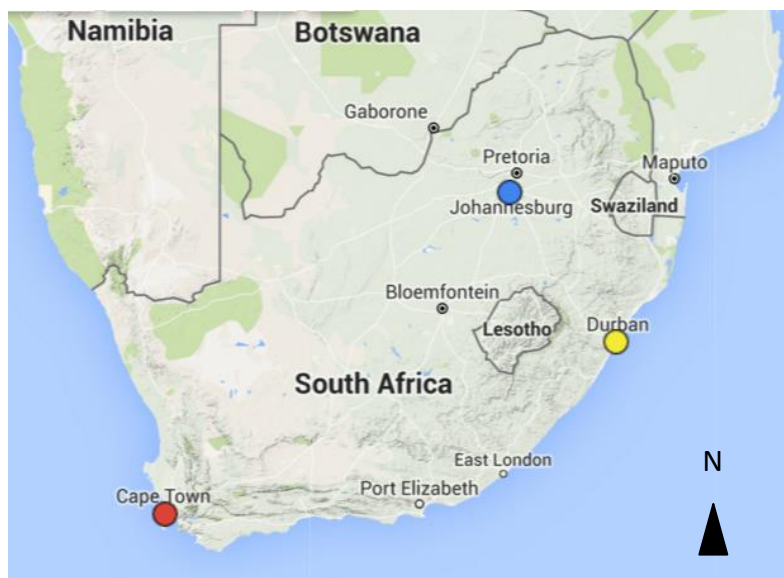 Namibia
Botswana
Gaborone
Pretoria
Maputo
Johannesburg
Swaziland
Bloemfontein
Lesotho
Durban
South Africa
East London
N
Port Elizabeth
Cape Town